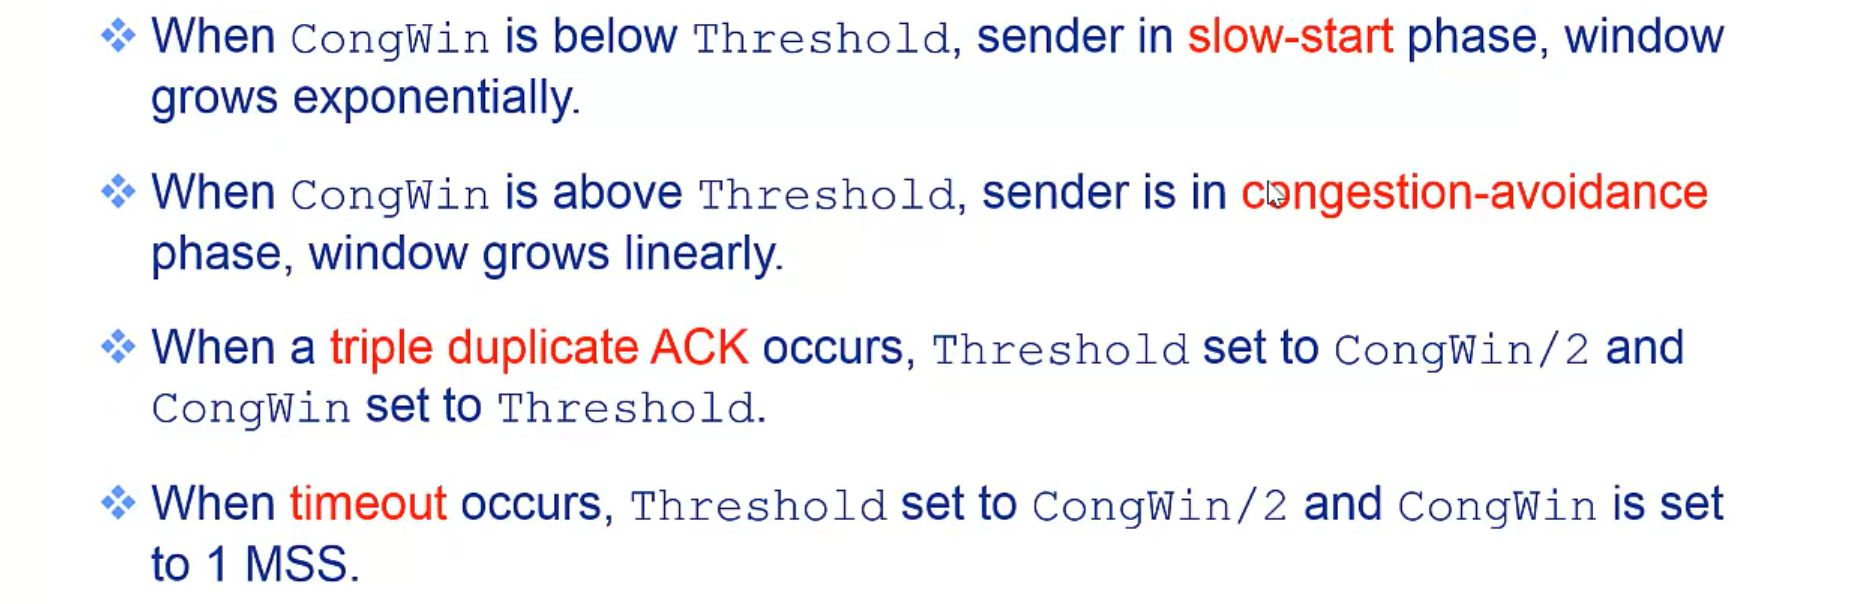 When CongWin is below Threshold, sender in slow-start phase, window
grows exponentially.
When CongWin is above Threshold, sender is in congestion-avoidance
phase, window grows linearly.
When a triple duplicate ACK occurs, Threshold set to CongWin/2 and
CongWin set to Threshold.
When timeout occurs, Threshold set to CongWin/2 and CongWin is set
to 1 MSS.